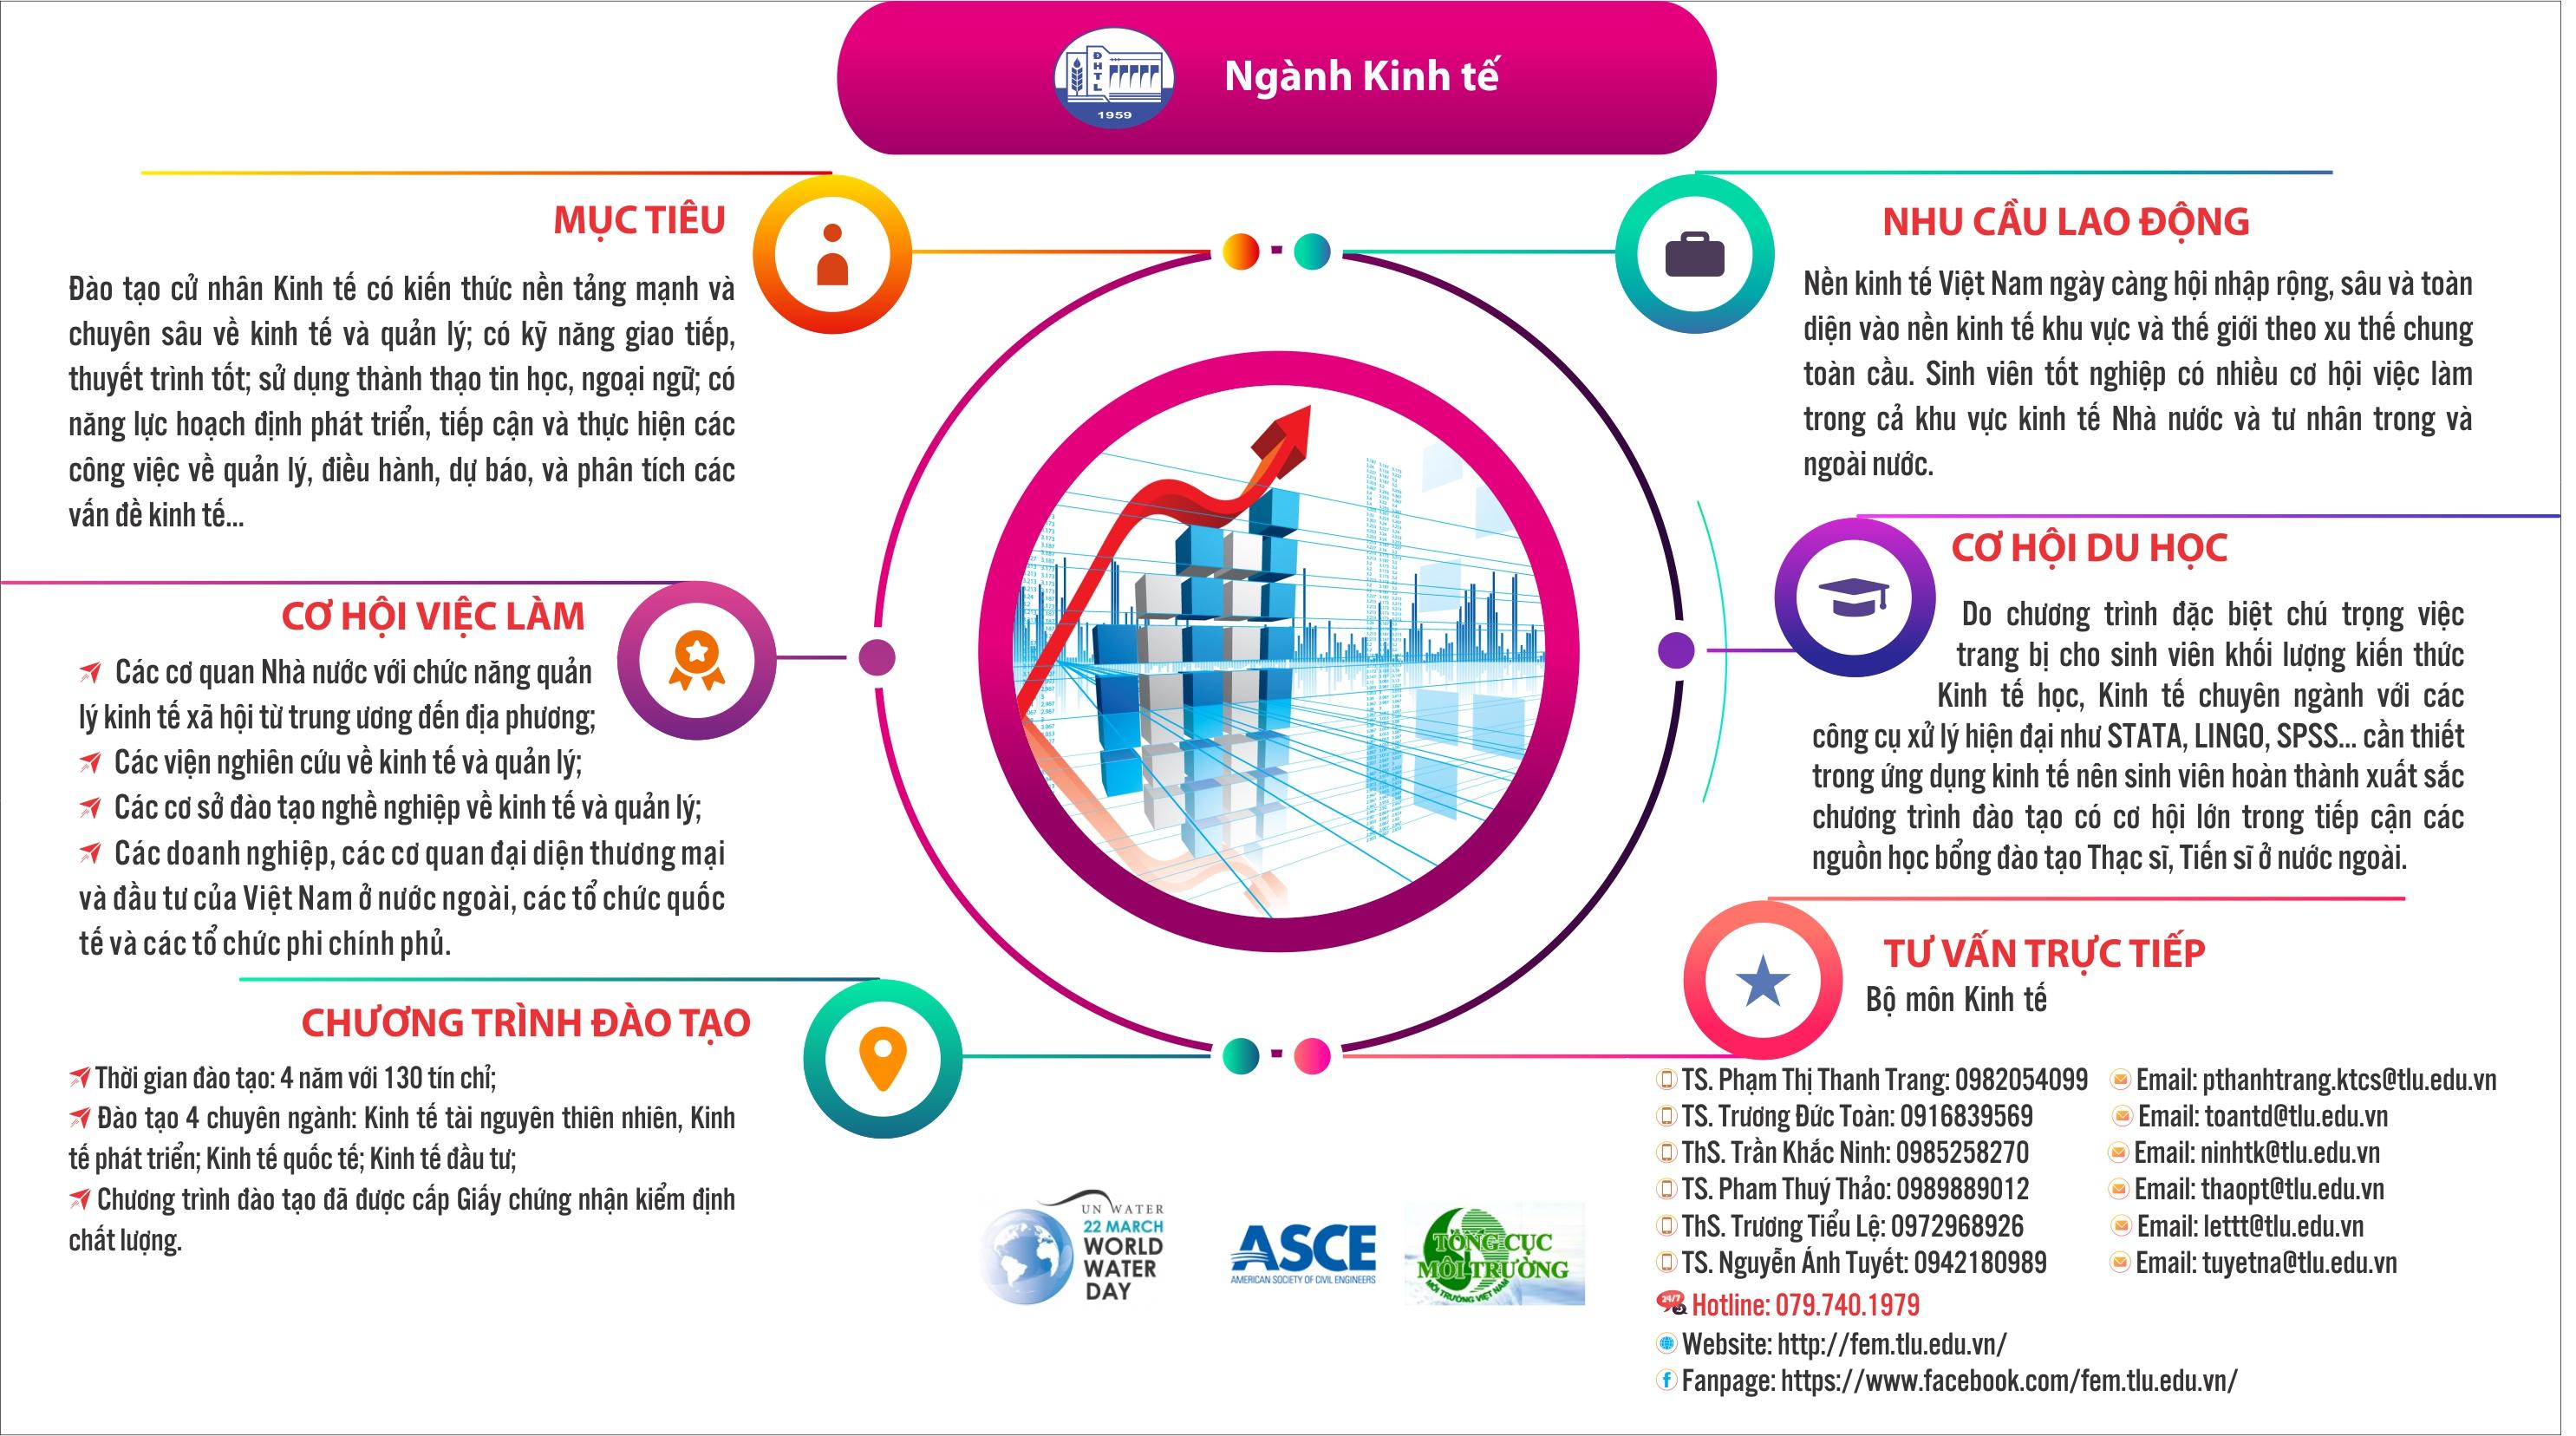 ĐHTL
1959
Ngành Kinh tế
MỤC TIÊU
Đào tạo cử nhân Kinh tế có kiến thức nền tảng mạnh và
chuyên sâu về kinh tế và quản lý; có kỹ năng giao tiếp,
thuyết trình tốt; sử dụng thành thạo tin học, ngoại ngữ; có
năng lực hoạch định phát triển, tiếp cận và thực hiện các
công việc về quản lý, điều hành, dự báo, và phân tích các
vấn đề kinh tế...
CƠ HỘI VIỆC LÀM
Các cơ quan Nhà nước với chức năng quản
lý kinh tế xã hội từ trung ương đến địa phương;
Các viện nghiên cứu về kinh tế và quản lý;
Các cơ sở đào tạo nghề nghiệp về kinh tế và quản lý;
Các doanh nghiệp, các cơ quan đại diện thương mại
và đầu tư của Việt Nam ở nước ngoài, các tổ chức quốc
tế và các tổ chức phi chính phủ.
CHƯƠNG TRÌNH ĐÀO TẠO
Thời gian đào tạo: 4 năm với 130 tín chỉ;
Đào tạo 4 chuyên ngành: Kinh tế tài nguyên thiên nhiên, Kinh
tế phát triển; Kinh tế quốc tế; Kinh tế đầu tư;
Chương trình đào tạo đã được cấp Giấy chứng nhận kiểm định
chất lượng.
NHU CẦU LAO ĐỘNG
Nền kinh tế Việt Nam ngày càng hội nhập rộng, sâu và toàn
diện vào nền kinh tế khu vực và thế giới theo xu thế chung
toàn cầu. Sinh viên tốt nghiệp có nhiều cơ hội việc làm
trong cả khu vực kinh tế Nhà nước và tư nhân trong và
ngoài nước.
CƠ HỘI DU HỌC
Do chương trình đặc biệt chú trọng việc
trang bị cho sinh viên khối lượng kiến thức
Kinh tế học, Kinh tế chuyên ngành với các
công cụ xử lý hiện đại như STATA, LINGO, SPSS... cần thiết
trong ứng dụng kinh tế nên sinh viên hoàn thành xuất sắc
chương trình đào tạo có cơ hội lớn trong tiếp cận các
nguồn học bổng đào tạo Thạc sĩ, Tiến sĩ ở nước ngoài.
TƯ VẤN TRỰC TIẾP
Bộ môn Kinh tế
TS. Phạm Thị Thanh Trang: 0982054099 Email: pthanhtrang.ktcs@tlu.edu.vn
TS. Trương Đức Toàn: 0916839569 Email: toantd@tlu.edu.vn
ThS. Trần Khắc Ninh: 0985258270 Email: ninhtk@tlu.edu.vn
TS. Pham Thuý Thảo: 0989889012 Email: thaopt@tlu.edu.vn
ThS. Trương Tiểu Lệ: 0972968926 Email: lettt@tlu.edu.vn
TS. Nguyễn Ánh Tuyết: 0942180989 Email: tuyetna@tlu.edu.vn
24/7 Hotline: 079.740.1979
Website: http://fem.tlu.edu.vn/
Fanpage: https://www.facebook.com/fem.tlu.edu.vn/
UN WATER
22 MARCH
WORLD
WATER
DAY
ASCE
AMERICAN SOCIETY OF CIVIL ENGINEERS
TỔNG CỤC
MÔI TRƯỜNG
MÔI TRƯỜNG VIỆT NAM